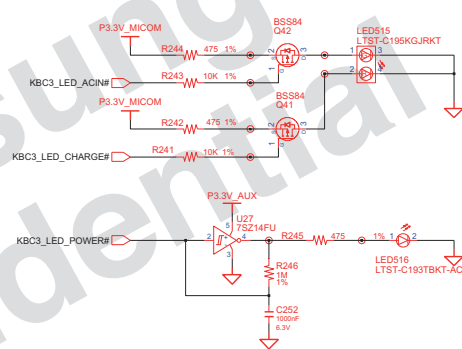 BSS84
Q42
P3.3V_MICOM
LED515
LTST-C195KGJRKT
R244 475 1% S 2 3 D 1 3
G 1
KBC3_LED_ACIN# R243 10K 1% 2 4
P3.3V_MICOM
BSS84
Q41
R242 475 1% S 2 3 D
G 1
KBC3_LED_CHARGE# R241 10K 1%
P3.3V_AUX
U27
7SZ14FU
5
KBC3_LED_POWER# 2 4 R245 475 1% 1 2
3
LED516
LTST-C193TBKT-AC
R246
1M
1%
C252
1000nF
6.3V
sung
dential